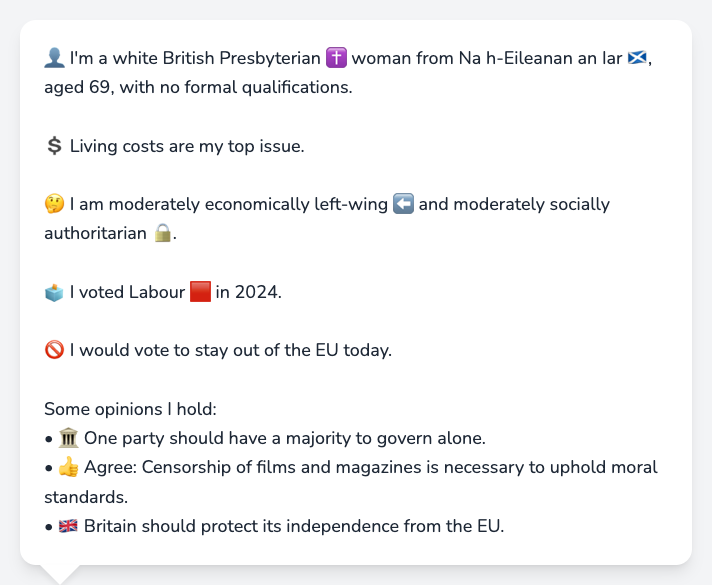 👤 I'm a white British Presbyterian ✝️ woman from Na h-Eileanan an Iar 🏴󠁧󠁢󠁳󠁣󠁴󠁿,
aged 69, with no formal qualifications.
💲 Living costs are my top issue.
🤔 I am moderately economically left-wing ⬅️ and moderately socially
authoritarian 🔒.
🗳️ I voted Labour 🟥 in 2024.
🚫 I would vote to stay out of the EU today.
Some opinions I hold:
• 🏛️ One party should have a majority to govern alone.
• 👍 Agree: Censorship of films and magazines is necessary to uphold moral
standards.
• 🇬🇧 Britain should protect its independence from the EU.